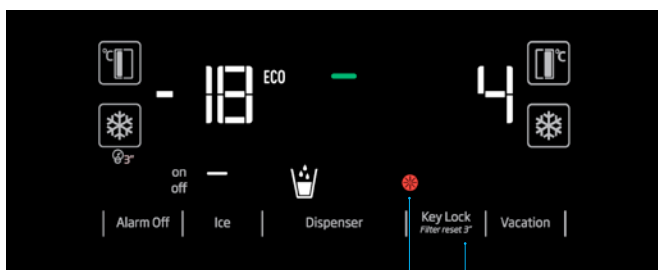 °C
°C
- 18
ECO
4
3"
on
off
Alarm Off
Ice
Dispenser
Key Lock
Filter reset 3"
Vacation